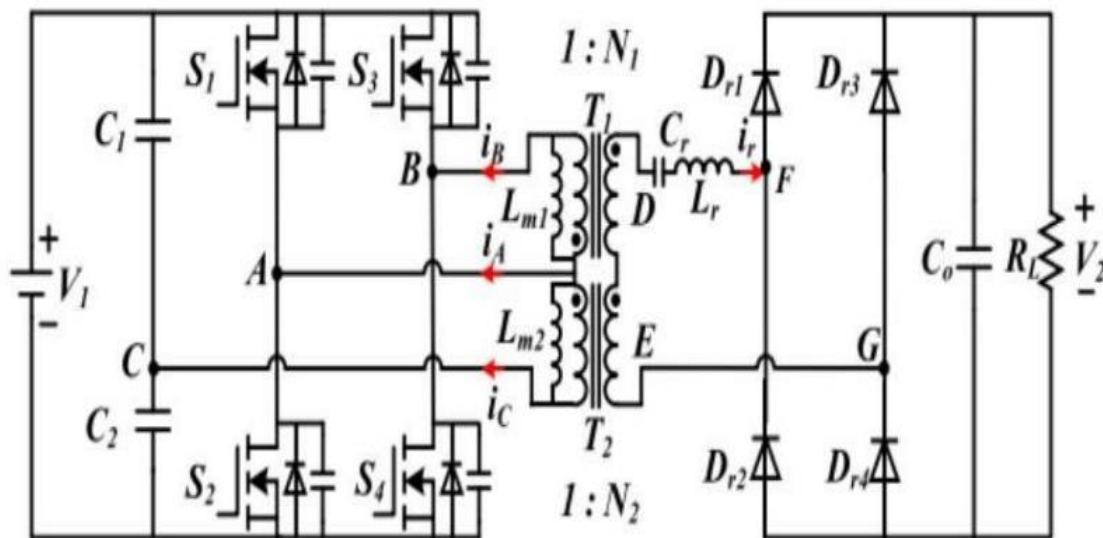 1 : N1
S1
S3
Dr1
Dr3
T1
Cr
ir
C1
iB
B
F
Lm1
D
Lr
+
V1
-
A
iA
Co
RL
+
V2
-
Lm2
E
G
C
iC
C2
T2
S2
S4
Dr2
Dr4
1 : N2